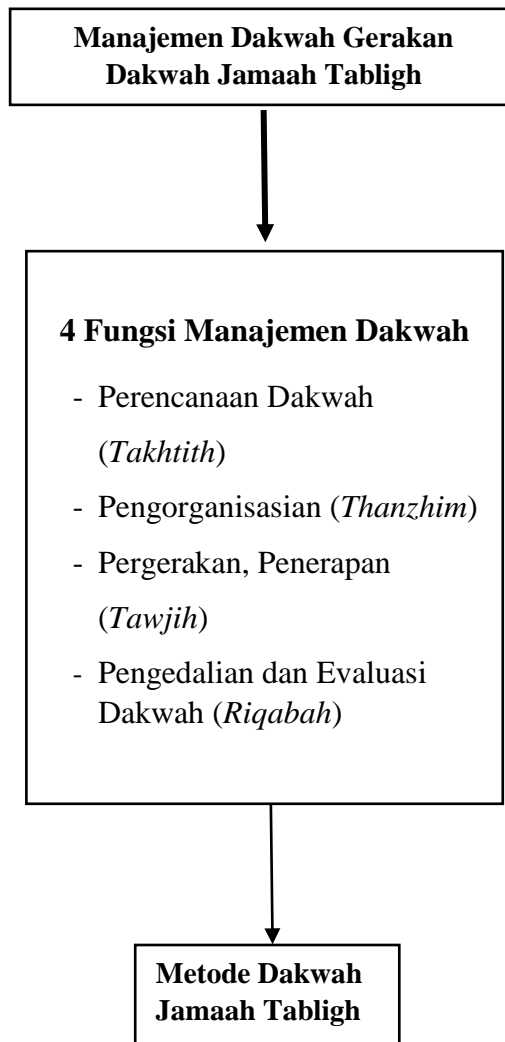 Manajemen Dakwah Gerakan
Dakwah Jamaah Tabligh
4 Fungsi Manajemen Dakwah
- Perencanaan Dakwah
(Takhtith)
- Pengorganisasian (Thanzhim)
- Pergerakan, Penerapan
(Tawjih)
- Pengedalian dan Evaluasi
Dakwah (Riqabah)
Metode Dakwah
Jamaah Tabligh